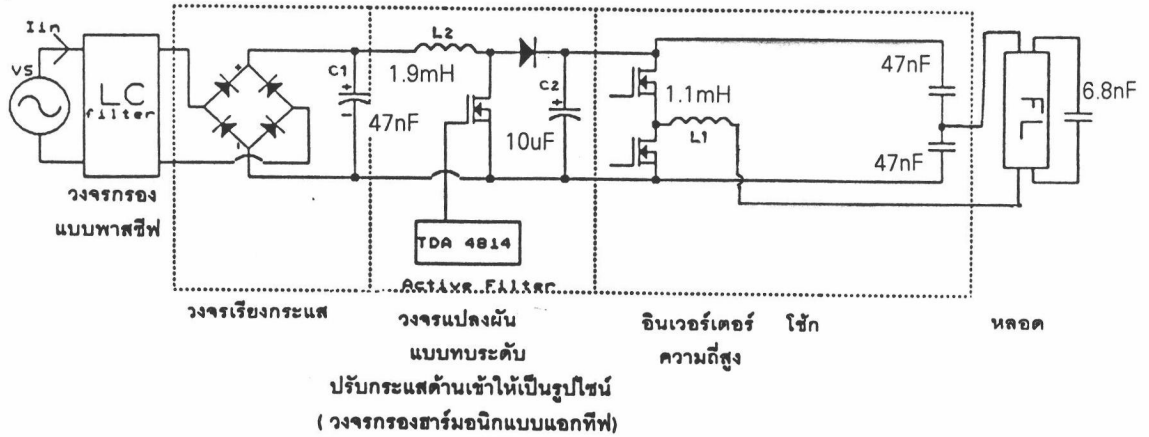 Iin
VS
LC
filter
วงจรกรอง
แบบพาสซีฟ
+
-
C1
+
-
47nF
L2
1.9mH
C2
+
10uF
TDA 4814
Active Filter
1.1mH
L1
47nF
47nF
FL
6.8nF
วงจรเรียงกระแส
วงจรแปลงผัน
แบบทบระดับ
ปรับกระแสด้านเข้าให้เป็นรูปไซน์
( วงจรกรองฮาร์มอนิกแบบแอกทีฟ)
อินเวอร์เตอร์
ความถี่สูง
โช้ก
หลอด